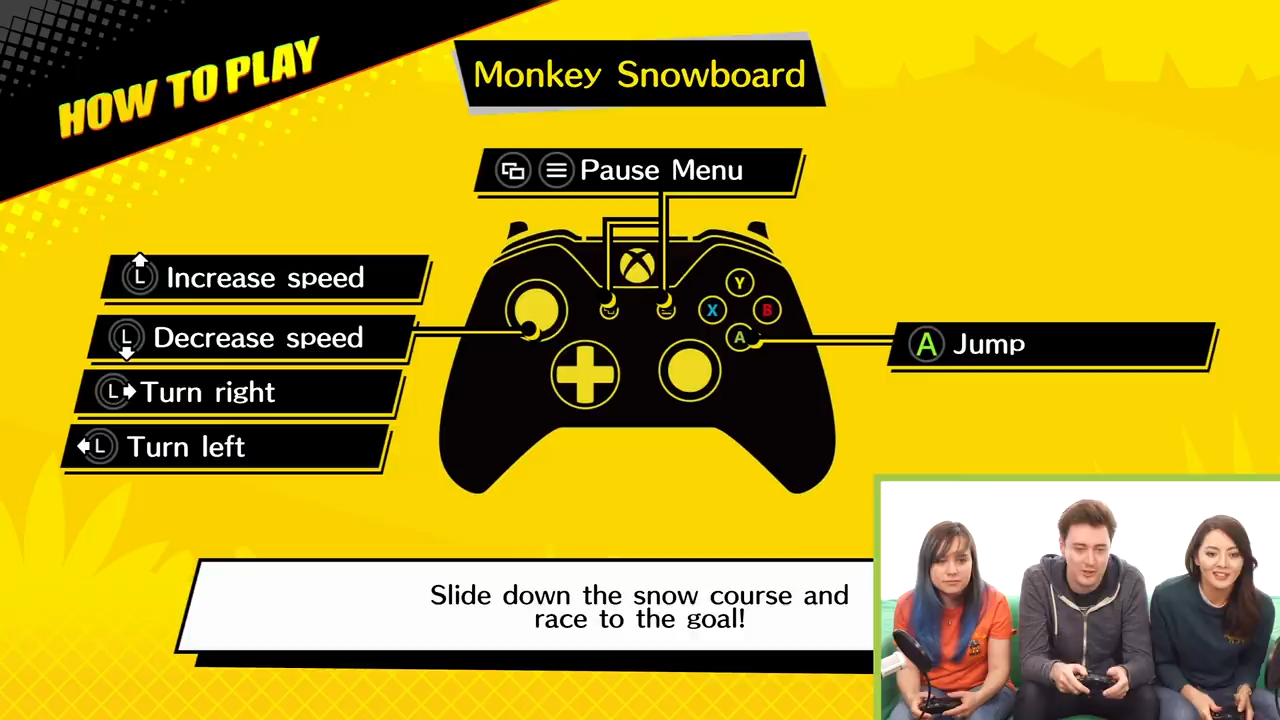 HOW TO PLAY
Monkey Snowboard
Pause Menu
L Increase speed
L Decrease speed
L Turn right
L Turn left
Y
X
B
A
A Jump
Slide down the snow course and
race to the goal!